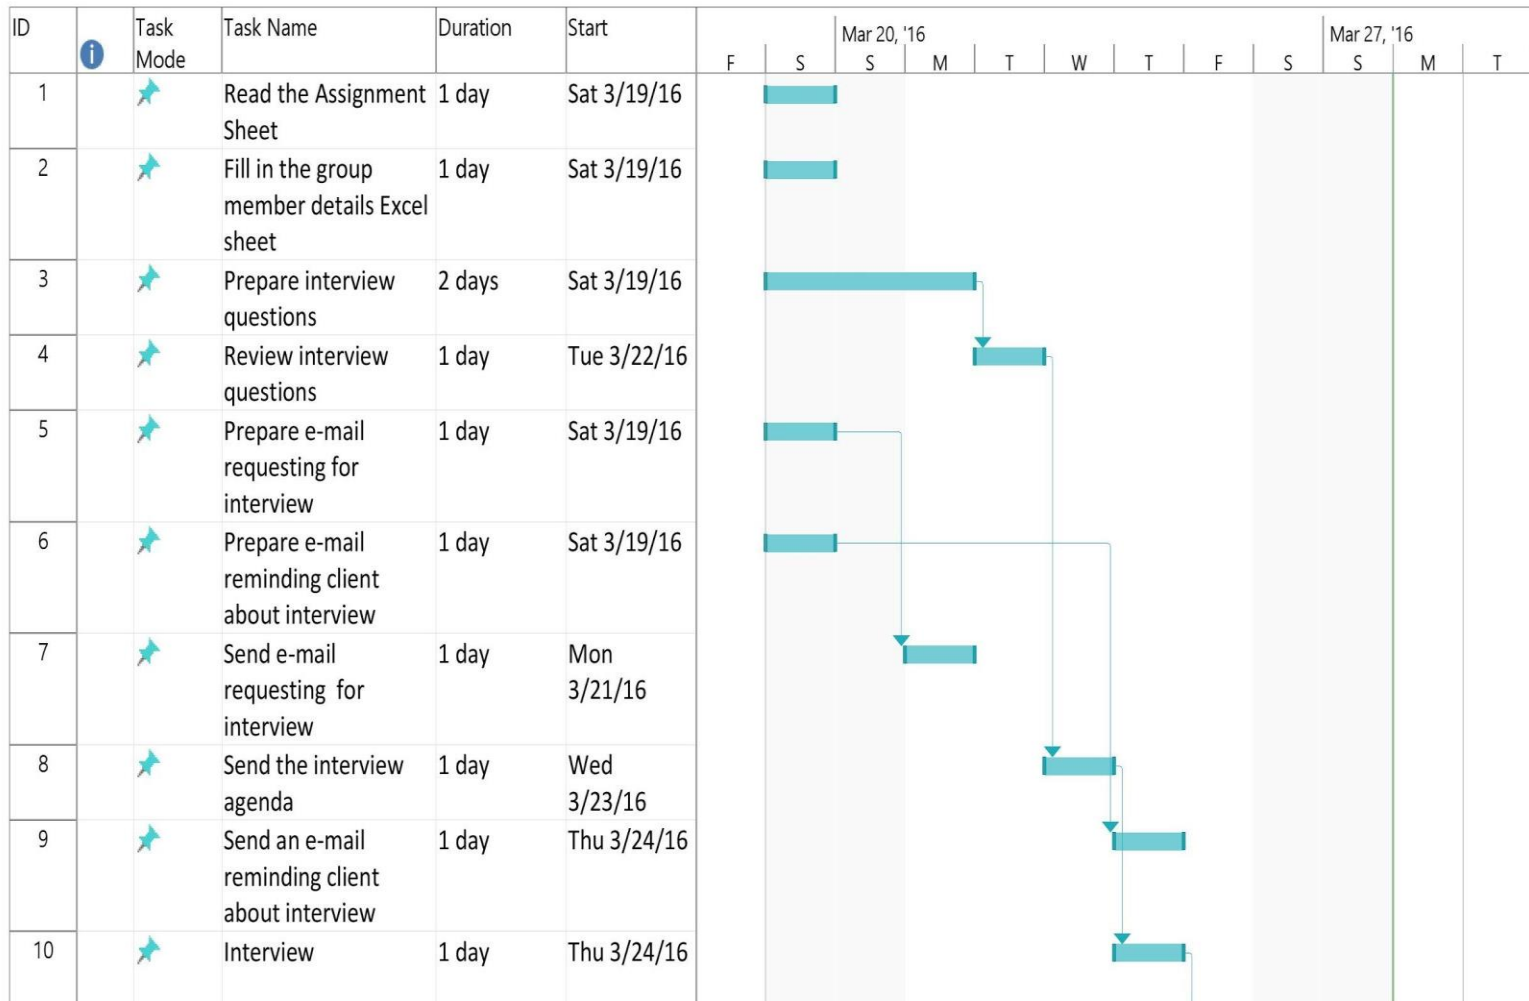 ID
i
Task
Mode
Task Name
Duration
Start
Mar 20, '16
Mar 27, '16
F S S M T W T F S S M T
1 Read the Assignment 1 day Sat 3/19/16
Sheet
2 Fill in the group 1 day Sat 3/19/16
member details Excel
sheet
3 Prepare interview 2 days Sat 3/19/16
questions
4 Review interview 1 day Tue 3/22/16
questions
5 Prepare e-mail 1 day Sat 3/19/16
requesting for
interview
6 Prepare e-mail 1 day Sat 3/19/16
reminding client
about interview
7 Send e-mail 1 day Mon
requesting for 3/21/16
interview
8 Send the interview 1 day Wed
agenda 3/23/16
9 Send an e-mail 1 day Thu 3/24/16
reminding client
about interview
10 Interview 1 day Thu 3/24/16